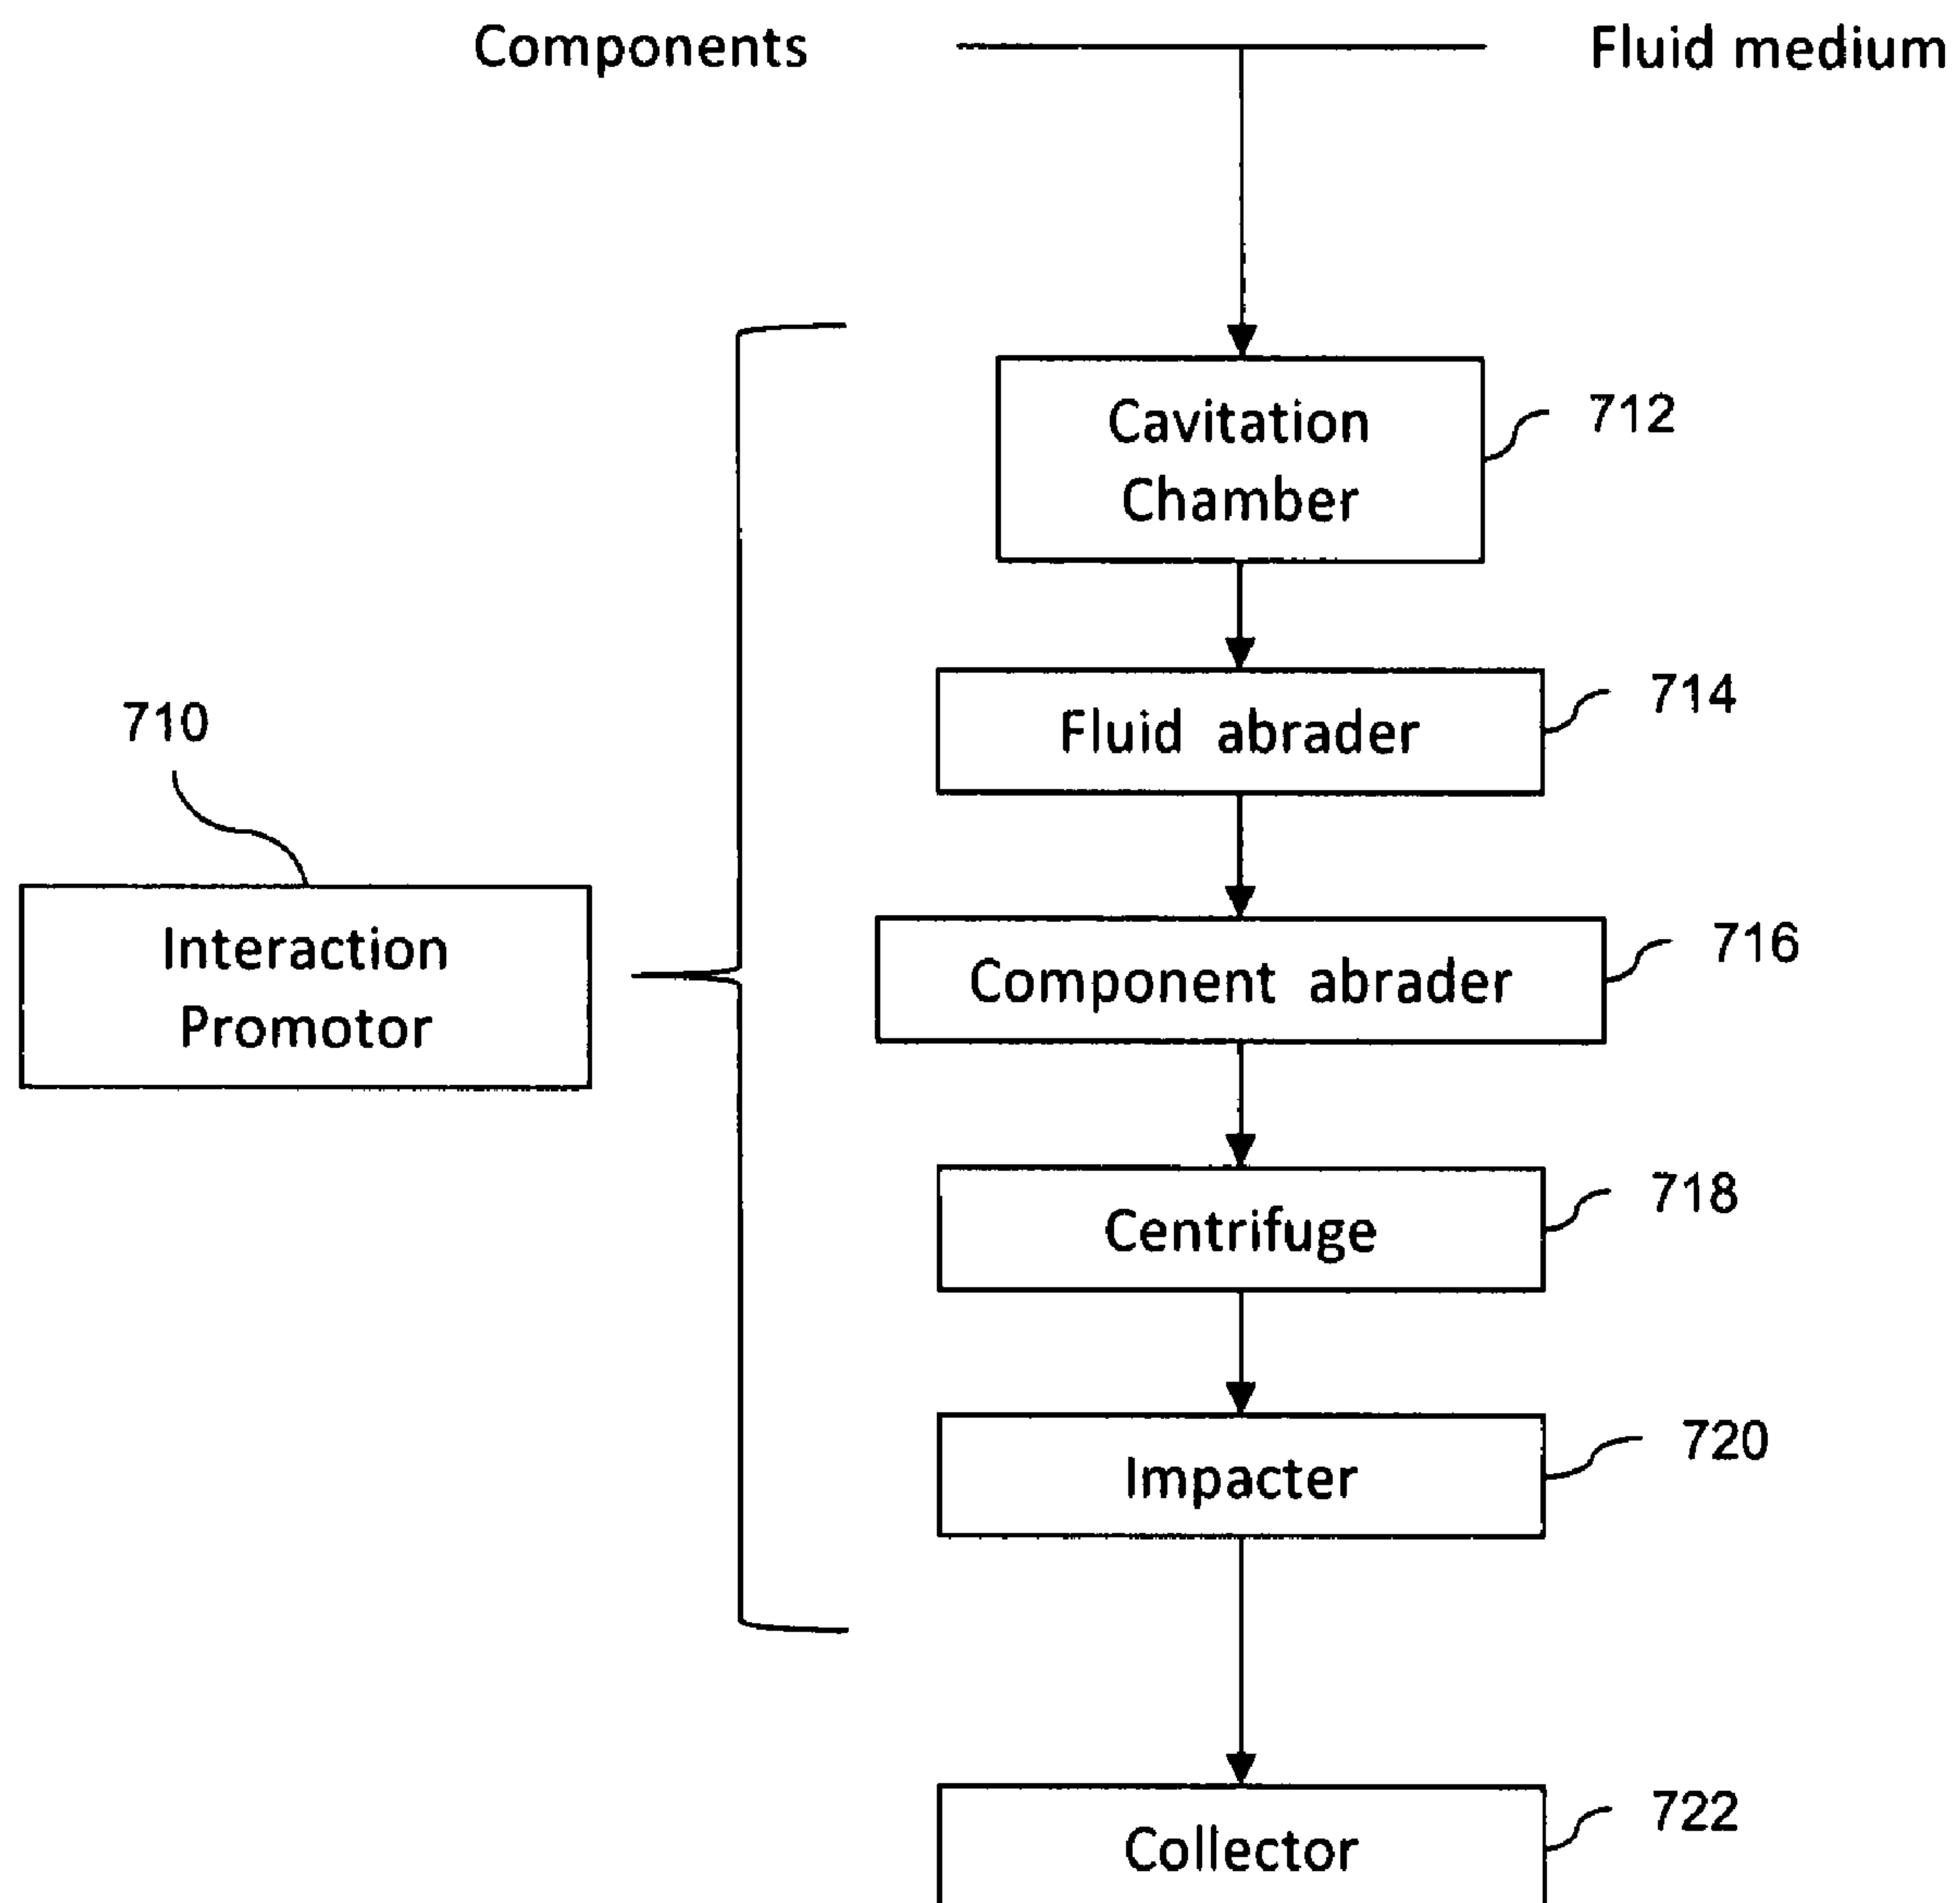 Components
Fluid medium
Cavitation
Chamber
712
Fluid abrader
714
710
Interaction
Promotor
Component abrader
716
Centrifuge
718
Impacter
720
Collector
722